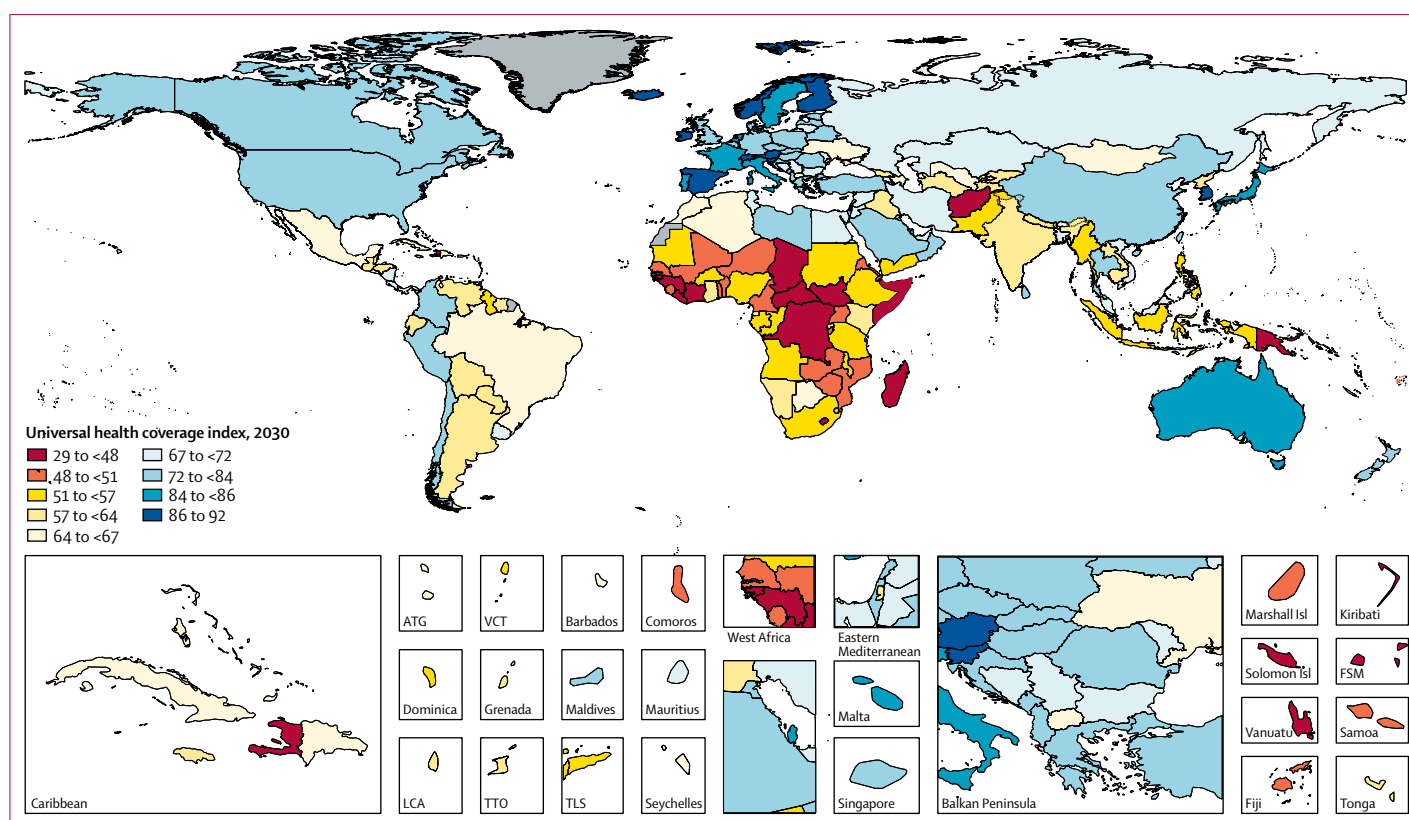 Universal health coverage index, 2030
29 to <48
48 to <51
51 to <57
57 to <64
64 to <67
67 to <72
72 to <84
84 to <86
86 to 92
Caribbean
ATG
VCT
Barbados
Comoros
West Africa
Eastern
Mediterranean
Dominica
Grenada
Maldives
Mauritius
Malta
LCA
TTO
TLS
Seychelles
Singapore
Balkan Peninsula
Marshall Isl
Kiribati
Solomon Isl
FSM
Vanuatu
Samoa
Fiji
Tonga